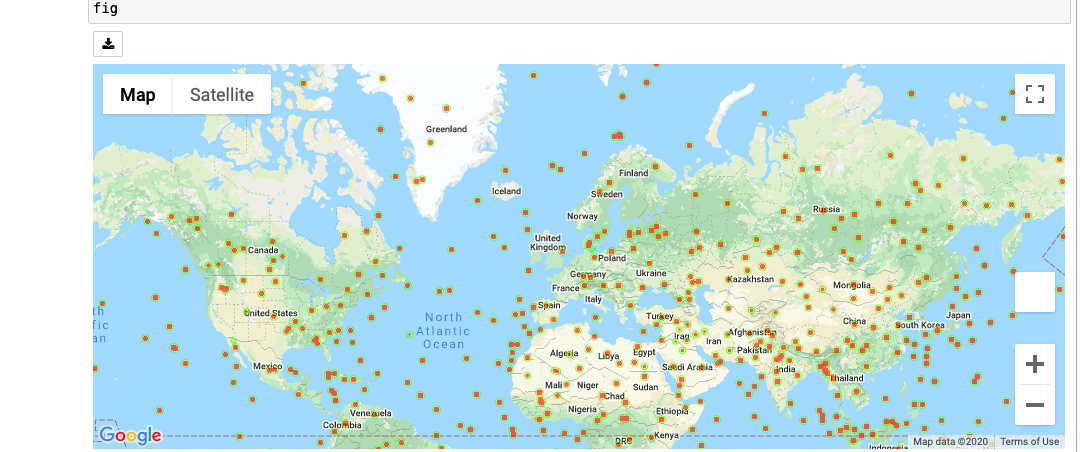 fig
Map
Satellite
Greenland
Finland
Iceland
Sweden
Russia
Norway
Canada
United
Kingdom
Poland
Germany
Ukraine
Kazakhstan
France
Mongolia
Italy
Spain
United States
North
Atlantic
Ocean
Turkey
China
Japan
South Korea
Iraq
Iran
Afghanistan
Pakistan
Algeria
Libya
Egypt
Saudi Arabia
India
Mexico
Thailand
Mali
Niger
Sudan
Chad
Nigeria
Ethiopia
Venezuela
Colombia
Kenya
DRC
Google
Map data ©2020
Terms of Use